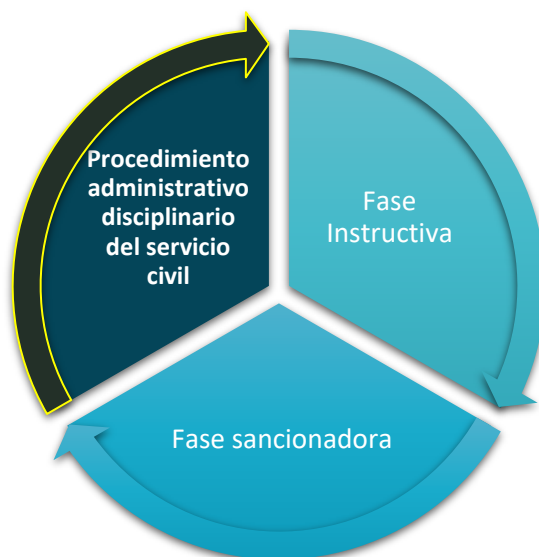 Procedimiento
administrativo
disciplinario
del servicio
civil
Fase
Instructiva
Fase sancionadora